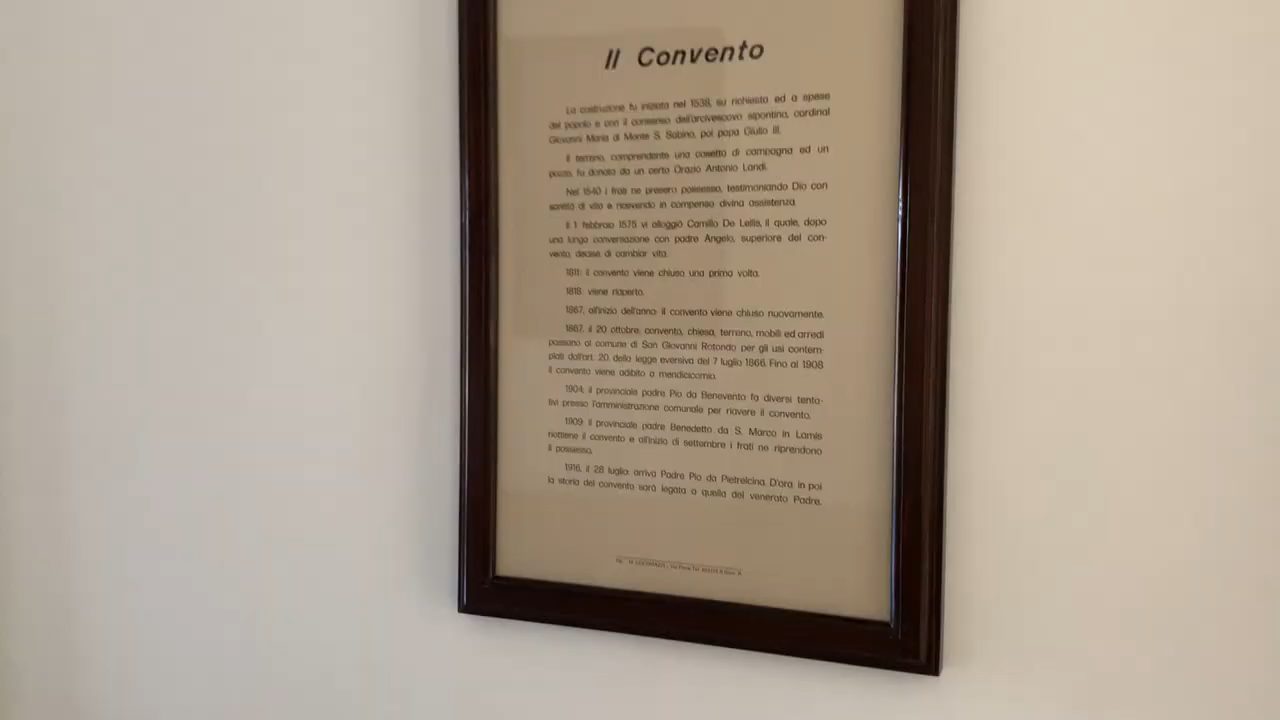 Il Convento
La costruzione fu iniziata nel 1538, su richiesta ed a spese
del popolo e con il consenso dell'arcivescovo sipontino, cardinal
Giovanni Maria di Monte S. Sabino, poi papa Giulio III.
Il terreno, comprendente una casetta di campagna ed un
pozzo, fu donato da un certo Orazio Antonio Landi.
Nel 1540 i frati ne presero possesso, testimoniando Dio con
santità di vita e ricevendo in compenso divina assistenza.
Il 1 febbraio 1575 vi alloggiò Camillo De Lellis, il quale, dopo
una lunga conversazione con padre Angelo, superiore del con-
vento, decise di cambiar vita.
1811: il convento viene chiuso una prima volta.
1818: viene riaperto.
1867, all'inizio dell'anno: il convento viene chiuso nuovamente.
1887, il 20 ottobre: convento, chiesa, terreno, mobili ed arredi
passano al comune di San Giovanni Rotondo per gli usi contem-
plati dall'art. 20 della legge eversiva del 7 luglio 1866. Fino al 1908
il convento viene adibito a mendicicomio.
1904: il provinciale padre Pio da Benevento fa diversi tenta-
tivi presso l'amministrazione comunale per riavere il convento.
1909: il provinciale padre Benedetto da S. Marco in Lamis
riottiene il convento e all'inizio di settembre i frati ne riprendono
il possesso.
1916, il 28 luglio: arriva Padre Pio da Pietrelcina. D'ora in poi
la storia del convento sarà legata a quella del venerato Padre.